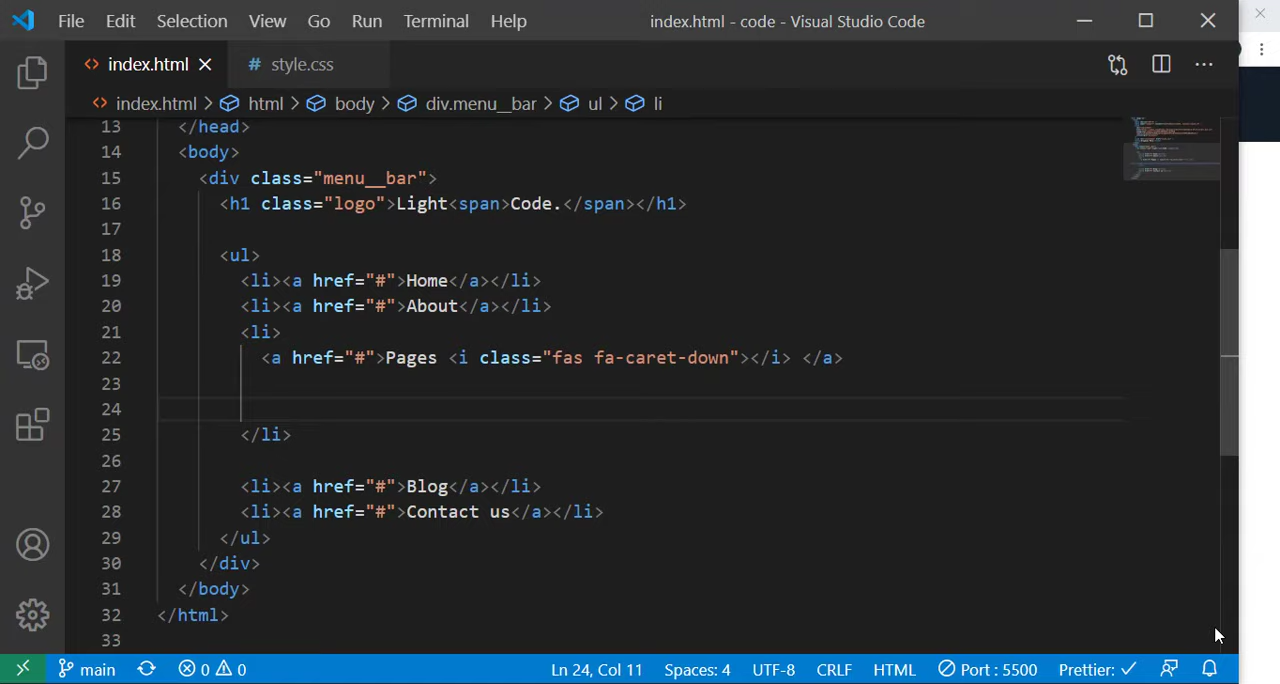 File Edit Selection View Go Run Terminal Help index.html - code - Visual Studio Code
index.html # style.css
index.html > html > body > div.menu__bar > ul > li
13 </head>
14 <body>
15 <div class="menu__bar">
16 <h1 class="logo">Light<span>Code.</span></h1>
17
18 <ul>
19 <li><a href="#">Home</a></li>
20 <li><a href="#">About</a></li>
21 <li>
22 <a href="#">Pages <i class="fas fa-caret-down"></i> </a>
23
24
25 </li>
26
27 <li><a href="#">Blog</a></li>
28 <li><a href="#">Contact us</a></li>
29 </ul>
30 </div>
31 </body>
32 </html>
33
main 0 0 Ln 24, Col 11 Spaces: 4 UTF-8 CRLF HTML Port : 5500 Prettier: ✓